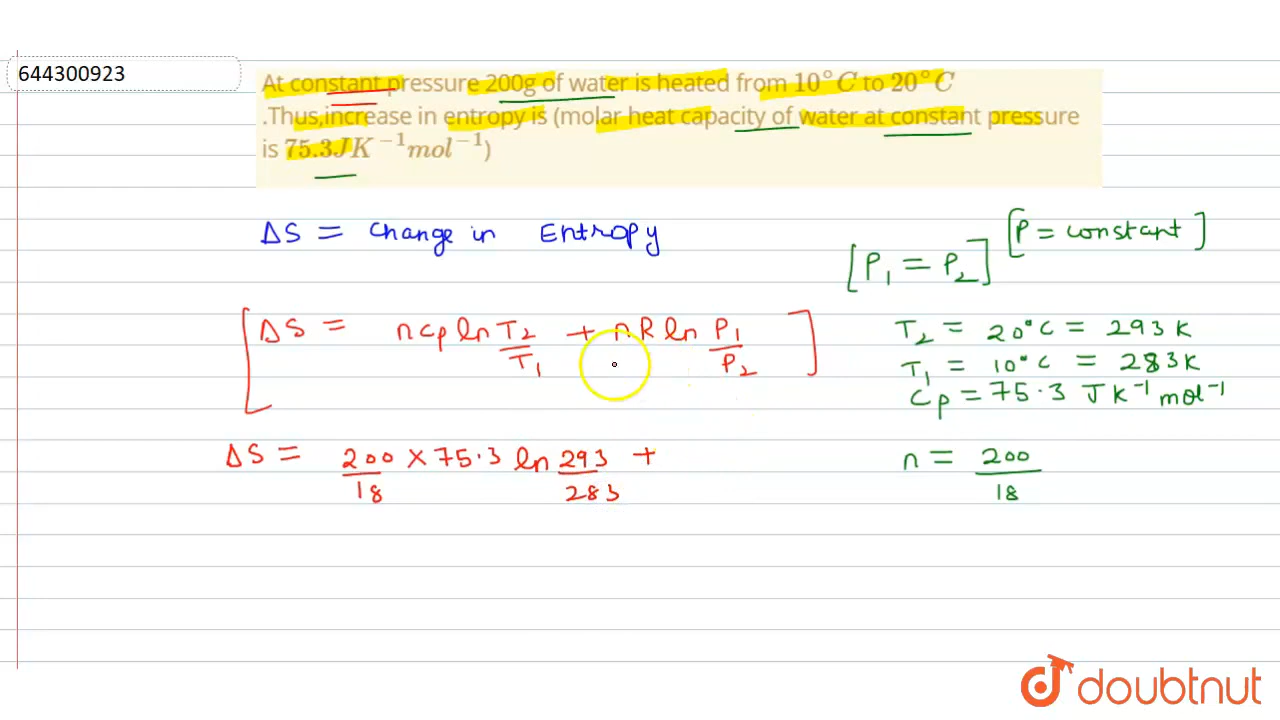 644300923
At constant pressure 200g of water is heated from 10°C to 20°C
.Thus,increase in entropy is (molar heat capacity of water at constant pressure
is 75.3JK⁻¹mol⁻¹)
ΔS = Change in Entropy
[P = constant]
[P₁ = P₂]
[ΔS = nCp ln T₂/T₁ + nR ln P₁/P₂]
T₂ = 20°C = 293K
T₁ = 10°C = 283K
Cp = 75.3 JK⁻¹ mol⁻¹
ΔS = 200/18 × 75.3 ln 293/283 +
n = 200/18
doubtnut